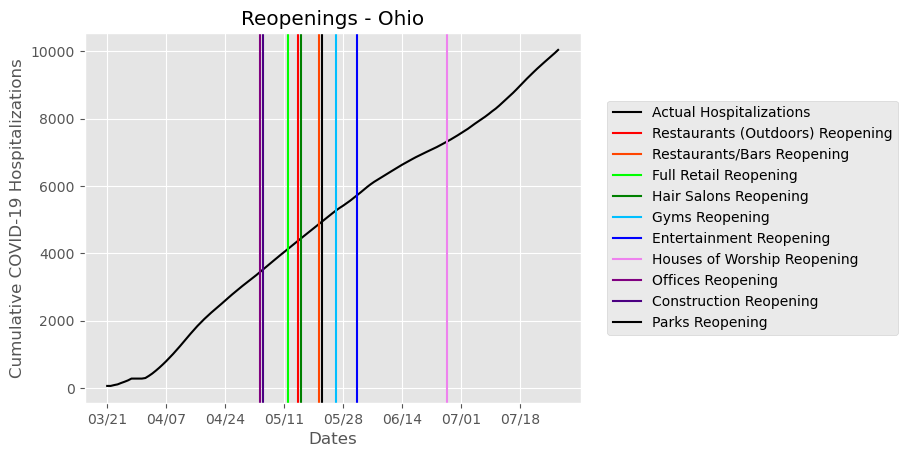 Reopenings - Ohio
Cumulative COVID-19 Hospitalizations
10000
8000
6000
4000
2000
0
03/21
04/07
04/24
05/11
05/28
06/14
07/01
07/18
Dates
Actual Hospitalizations
Restaurants (Outdoors) Reopening
Restaurants/Bars Reopening
Full Retail Reopening
Hair Salons Reopening
Gyms Reopening
Entertainment Reopening
Houses of Worship Reopening
Offices Reopening
Construction Reopening
Parks Reopening